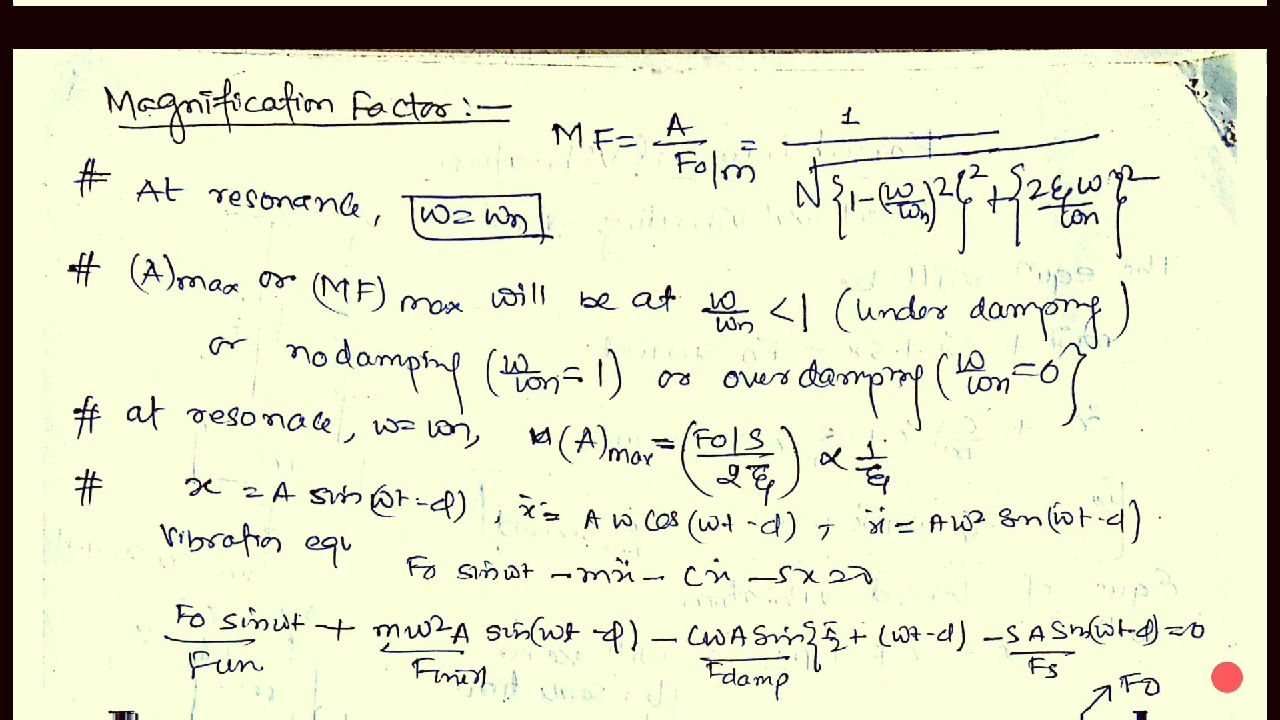 Magnification Factor :—
MF = A / Fo/m = 1 / √{1-(ω/ωn)²}² + {2ξω/ωn}²
# At resonance, ω = ωn
# (A)max or (MF)max will be at ω/ωn < 1 (under damping)
or no damping (ω/ωn = 1) or over damping (ω/ωn = 0}
# at resonace, ω = ωn, (A)max = (Fo/S / 2ξ) ∝ 1/ξ
# x = A sin(ωt-φ), ẋ = Aω cos(ωt-φ), ẍ = Aω² sin(ωt-φ).
Vibration equ
Fo sinωt - mẍ - cẋ - Sx = 0
Fo sinωt + mω²A sin(ωt-φ) - CωA sin{π/2 + (ωt-φ) - SA sin(ωt-φ) = 0
Fun Finer Fdamp Fs
Fo